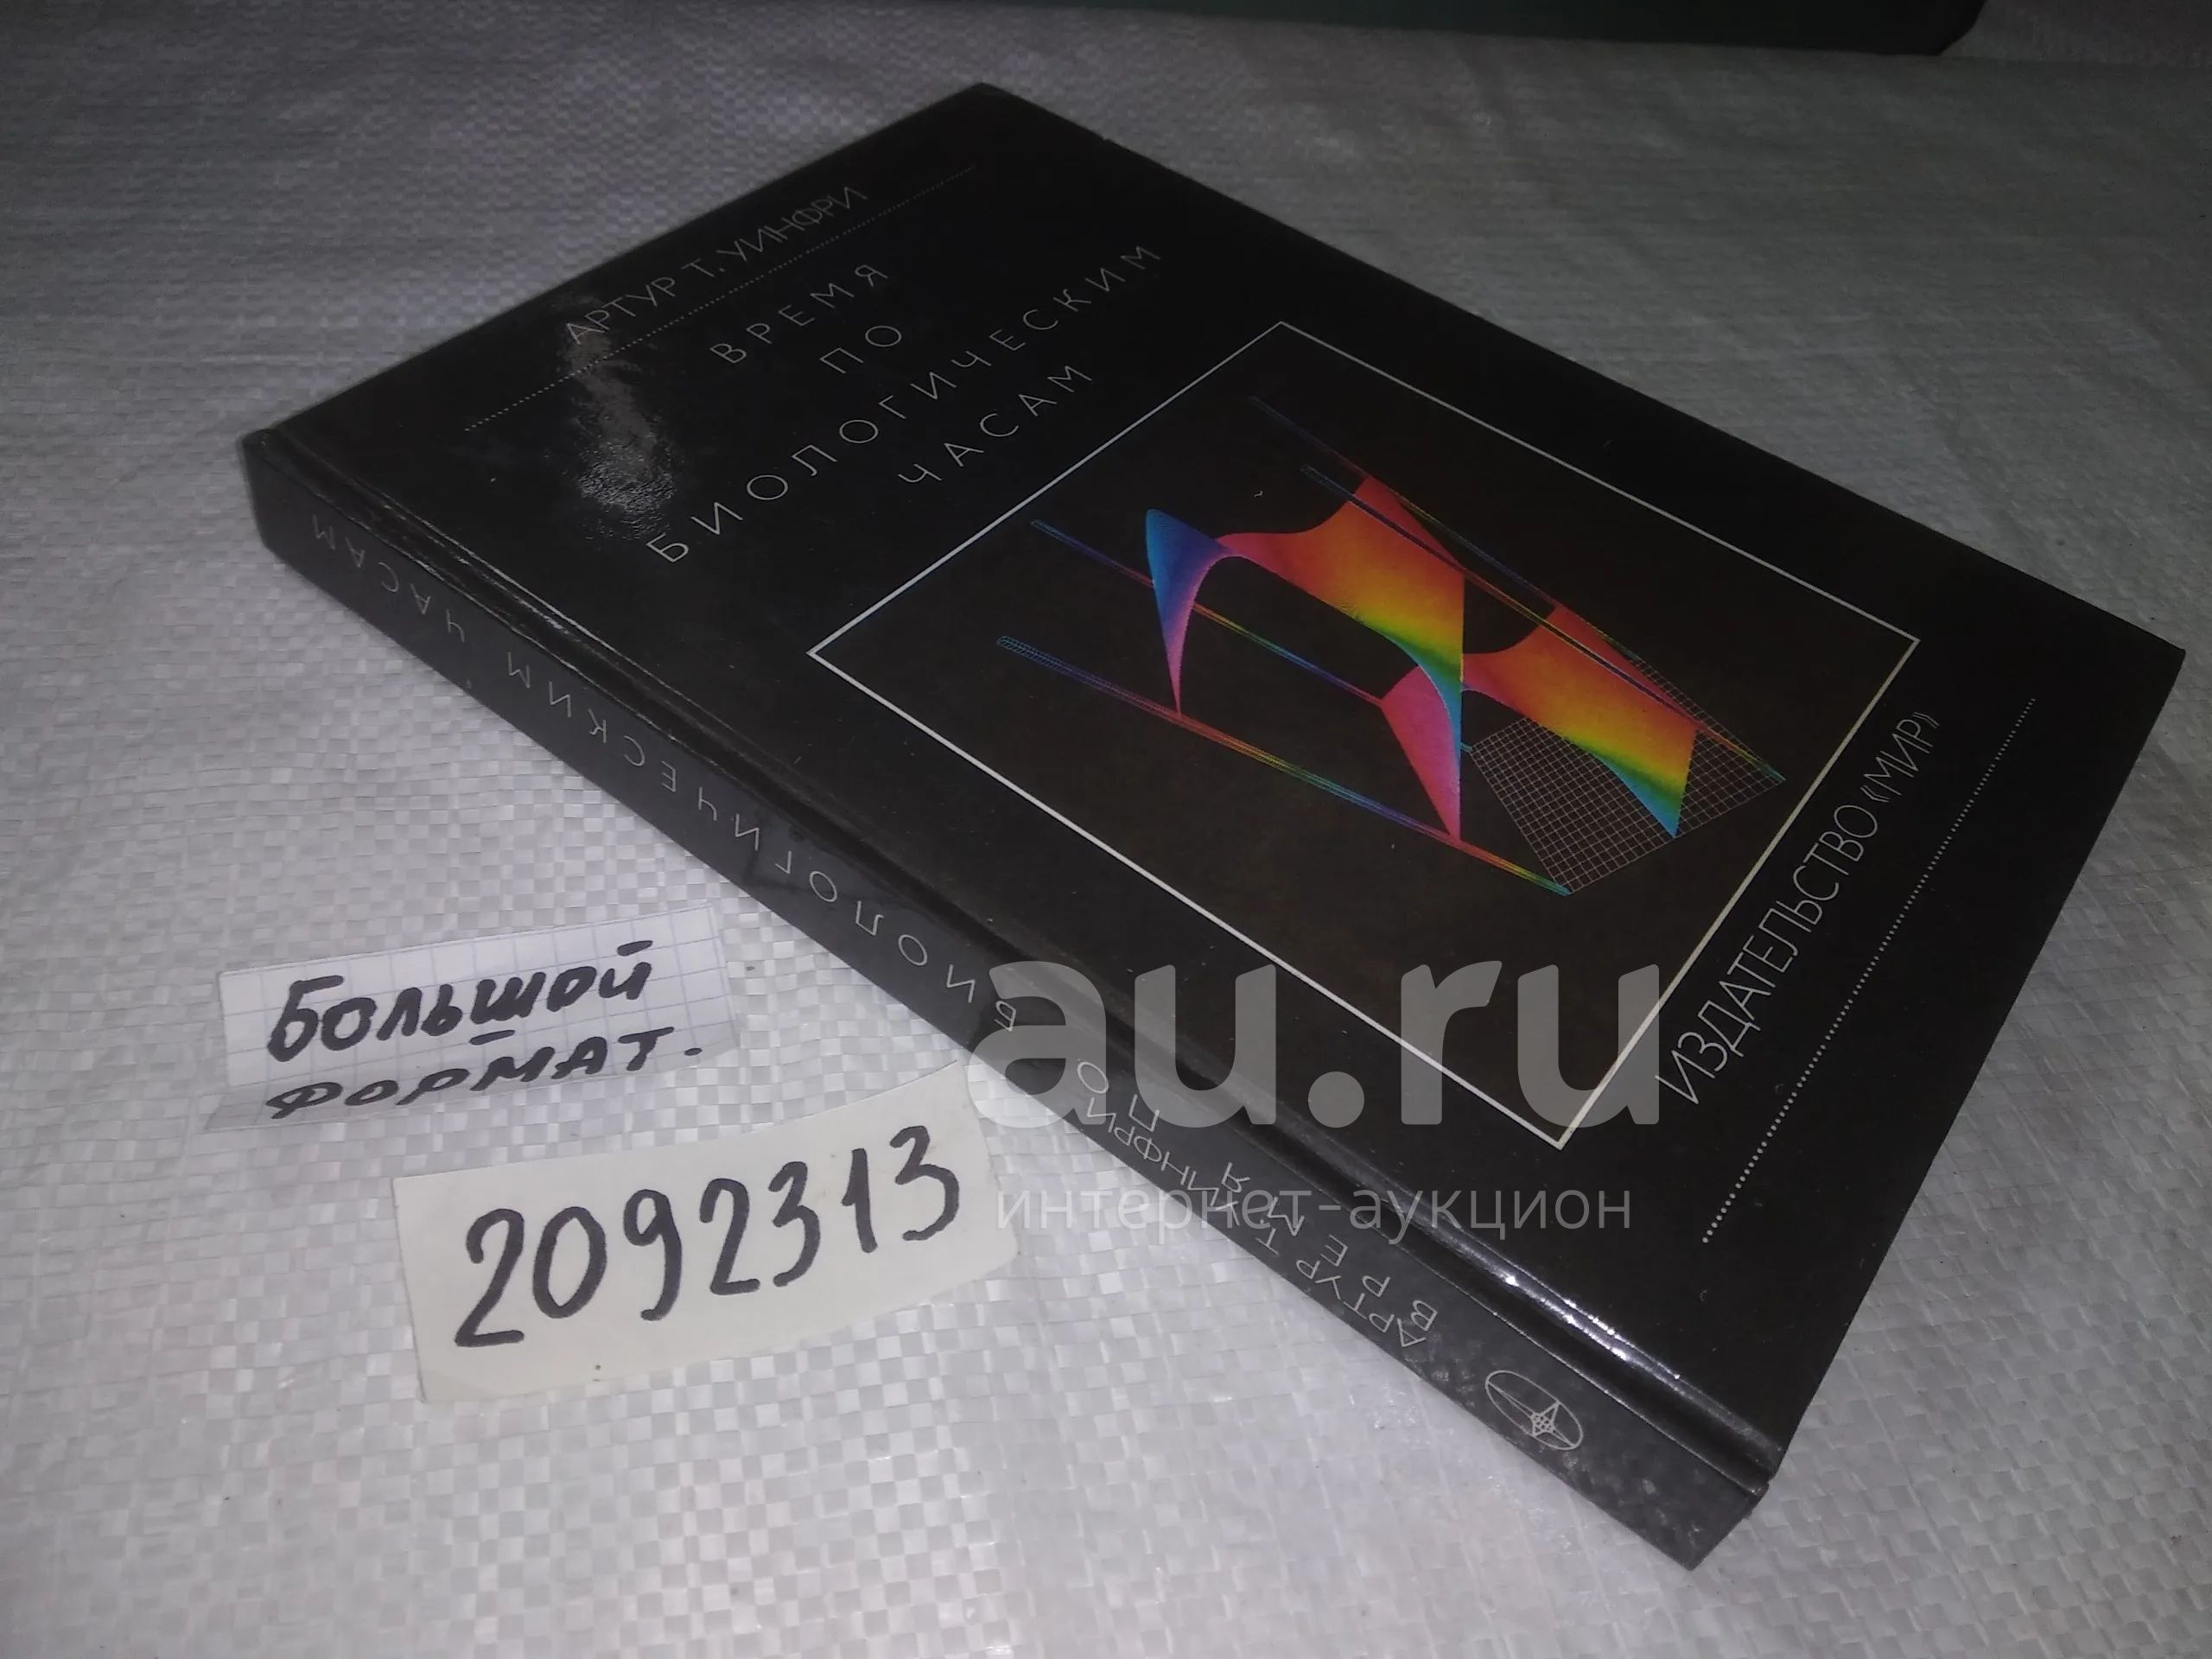 АРТУР Т. УИНФРИ
ВРЕМЯ
ПО
БИОЛОГИЧЕСКИМ
ЧАСАМ
ИЗДАТЕЛЬСТВО «МИР»
АРТУР Т. УИНФРИ
ВРЕМЯ ПО БИОЛОГИЧЕСКИМ ЧАСАМ
БОЛЬШОЙ
ФОРМАТ.
2092313
au.ru
интернет-аукцион